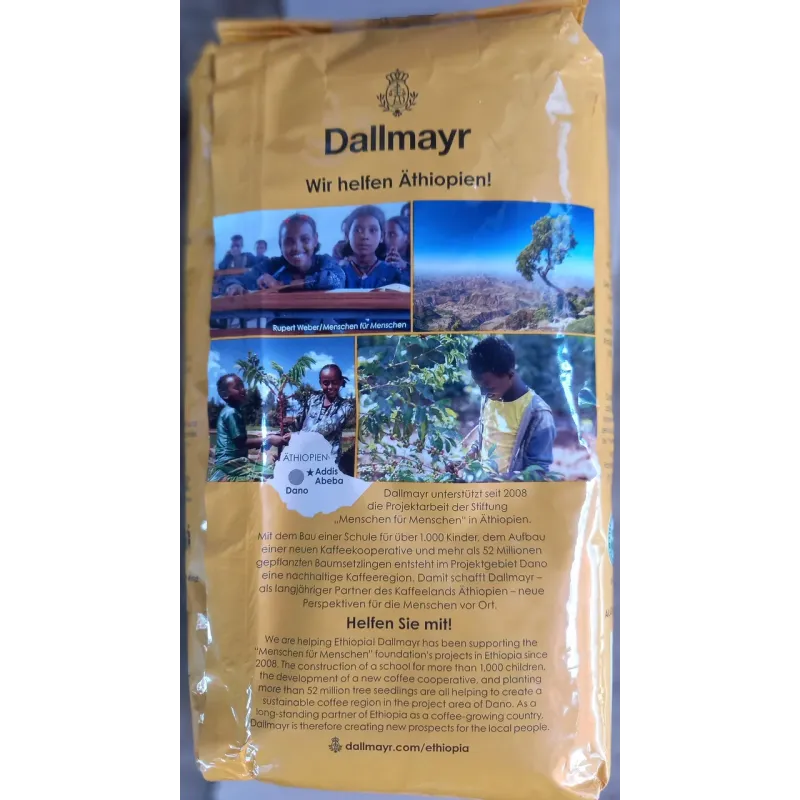 Dallmayr
Wir helfen Äthiopien!
Rupert Weber/Menschen für Menschen
ÄTHIOPIEN
Addis
Abeba
Dano
Dallmayr unterstützt seit 2008
die Projektarbeit der Stiftung
„Menschen für Menschen" in Äthiopien.
Mit dem Bau einer Schule für über 1.000 Kinder, dem Aufbau
einer neuen Kaffeekooperative und mehr als 52 Millionen
gepflanzten Baumsetzlingen entsteht im Projektgebiet Dano
eine nachhaltige Kaffeeregion. Damit schafft Dallmayr –
als langjähriger Partner des Kaffeelands Äthiopien – neue
Perspektiven für die Menschen vor Ort.
Helfen Sie mit!
We are helping Ethiopia! Dallmayr has been supporting the
"Menschen für Menschen" foundation's projects in Ethiopia since
2008. The construction of a school for more than 1,000 children,
the development of a new coffee cooperative, and planting
more than 52 million tree seedlings are all helping to create a
sustainable coffee region in the project area of Dano. As a
long-standing partner of Ethiopia as a coffee-growing country,
Dallmayr is therefore creating new prospects for the local people.
dallmayr.com/ethiopia